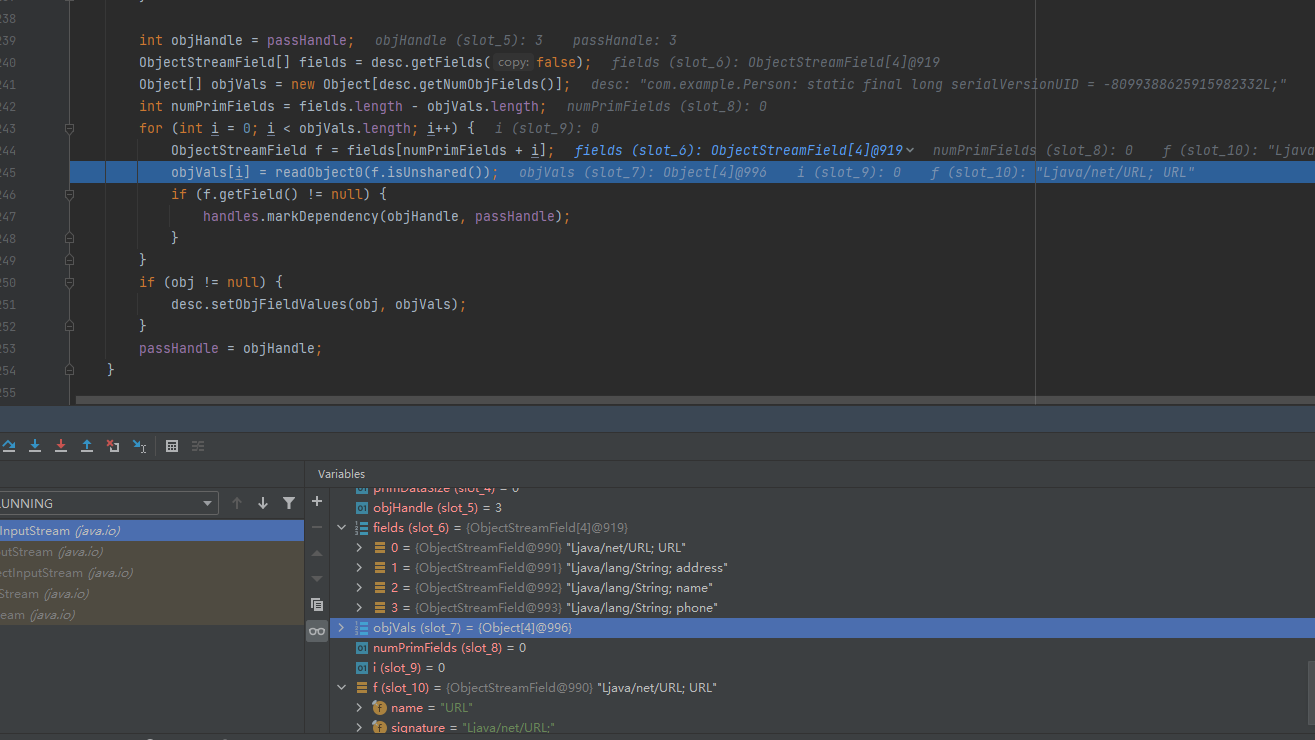 238
239 int objHandle = passHandle; objHandle (slot_5): 3 passHandle: 3
240 ObjectStreamField[] fields = desc.getFields( copy: false); fields (slot_6): ObjectStreamField[4]@919
241 Object[] objVals = new Object[desc.getNumObjFields()]; desc: "com.example.Person: static final long serialVersionUID = -8099388625915982332L;"
242 int numPrimFields = fields.length - objVals.length; numPrimFields (slot_8): 0
243 for (int i = 0; i < objVals.length; i++) { i (slot_9): 0
244 ObjectStreamField f = fields[numPrimFields + i]; fields (slot_6): ObjectStreamField[4]@919 numPrimFields (slot_8): 0 f (slot_10): "Ljava
245 objVals[i] = readObject0(f.isUnshared()); objVals (slot_7): Object[4]@996 i (slot_9): 0 f (slot_10): "Ljava/net/URL; URL"
246 if (f.getField() != null) {
247 handles.markDependency(objHandle, passHandle);
248 }
249 }
250 if (obj != null) {
251 desc.setObjFieldValues(obj, objVals);
252 }
253 passHandle = objHandle;
254 }
255
Variables
UNNING
InputStream (java.io)
utStream (java.io)
ectInputStream (java.io)
Stream (java.io)
eam (java.io)
primDataSize (slot_4) = 0
objHandle (slot_5) = 3
fields (slot_6) = {ObjectStreamField[4]@919}
0 = {ObjectStreamField@990} "Ljava/net/URL; URL"
1 = {ObjectStreamField@991} "Ljava/lang/String; address"
2 = {ObjectStreamField@992} "Ljava/lang/String; name"
3 = {ObjectStreamField@993} "Ljava/lang/String; phone"
objVals (slot_7) = {Object[4]@996}
numPrimFields (slot_8) = 0
i (slot_9) = 0
f (slot_10) = {ObjectStreamField@990} "Ljava/net/URL; URL"
name = "URL"
signature = "Ljava/net/URL;"